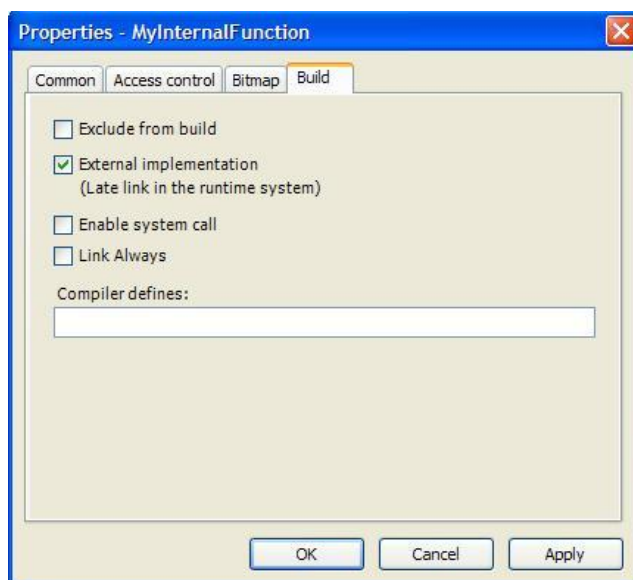 Properties - MyInternalFunction
Common Access control Bitmap Build
Exclude from build
External implementation
(Late link in the runtime system)
Enable system call
Link Always
Compiler defines:
OK Cancel Apply